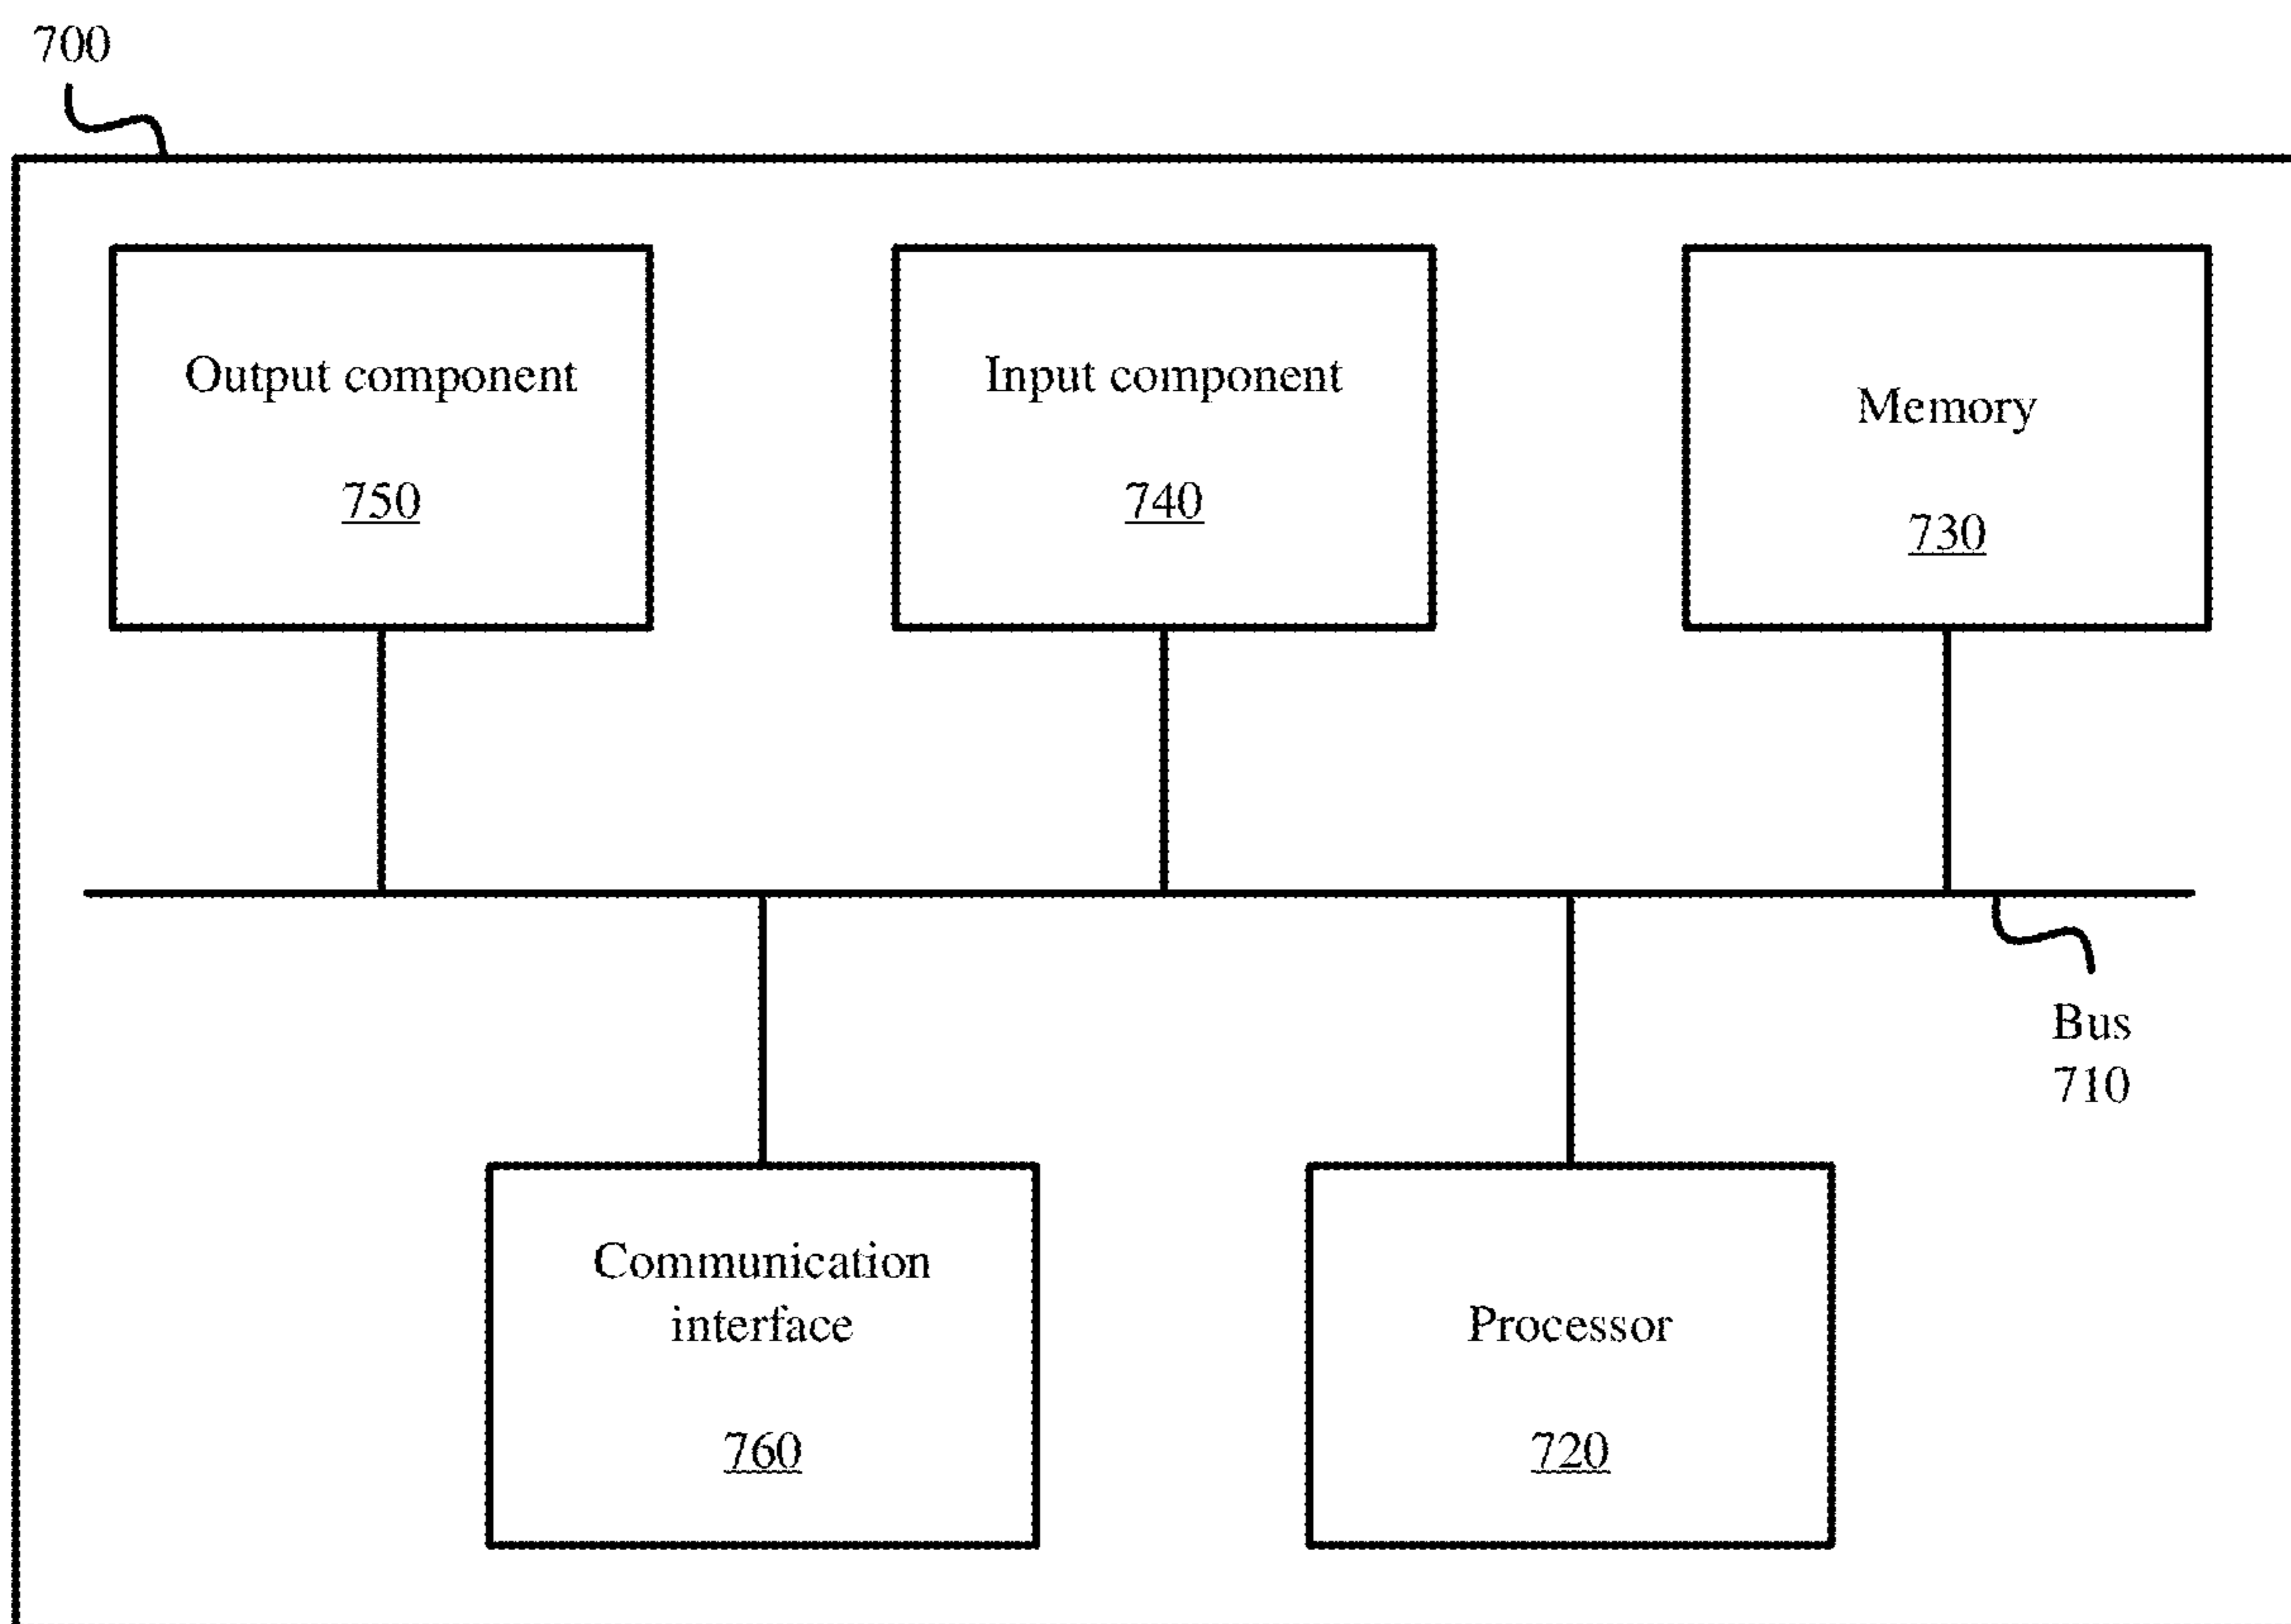 700
Output component
750
Input component
740
Memory
730
Bus
710
Communication
interface
760
Processor
720